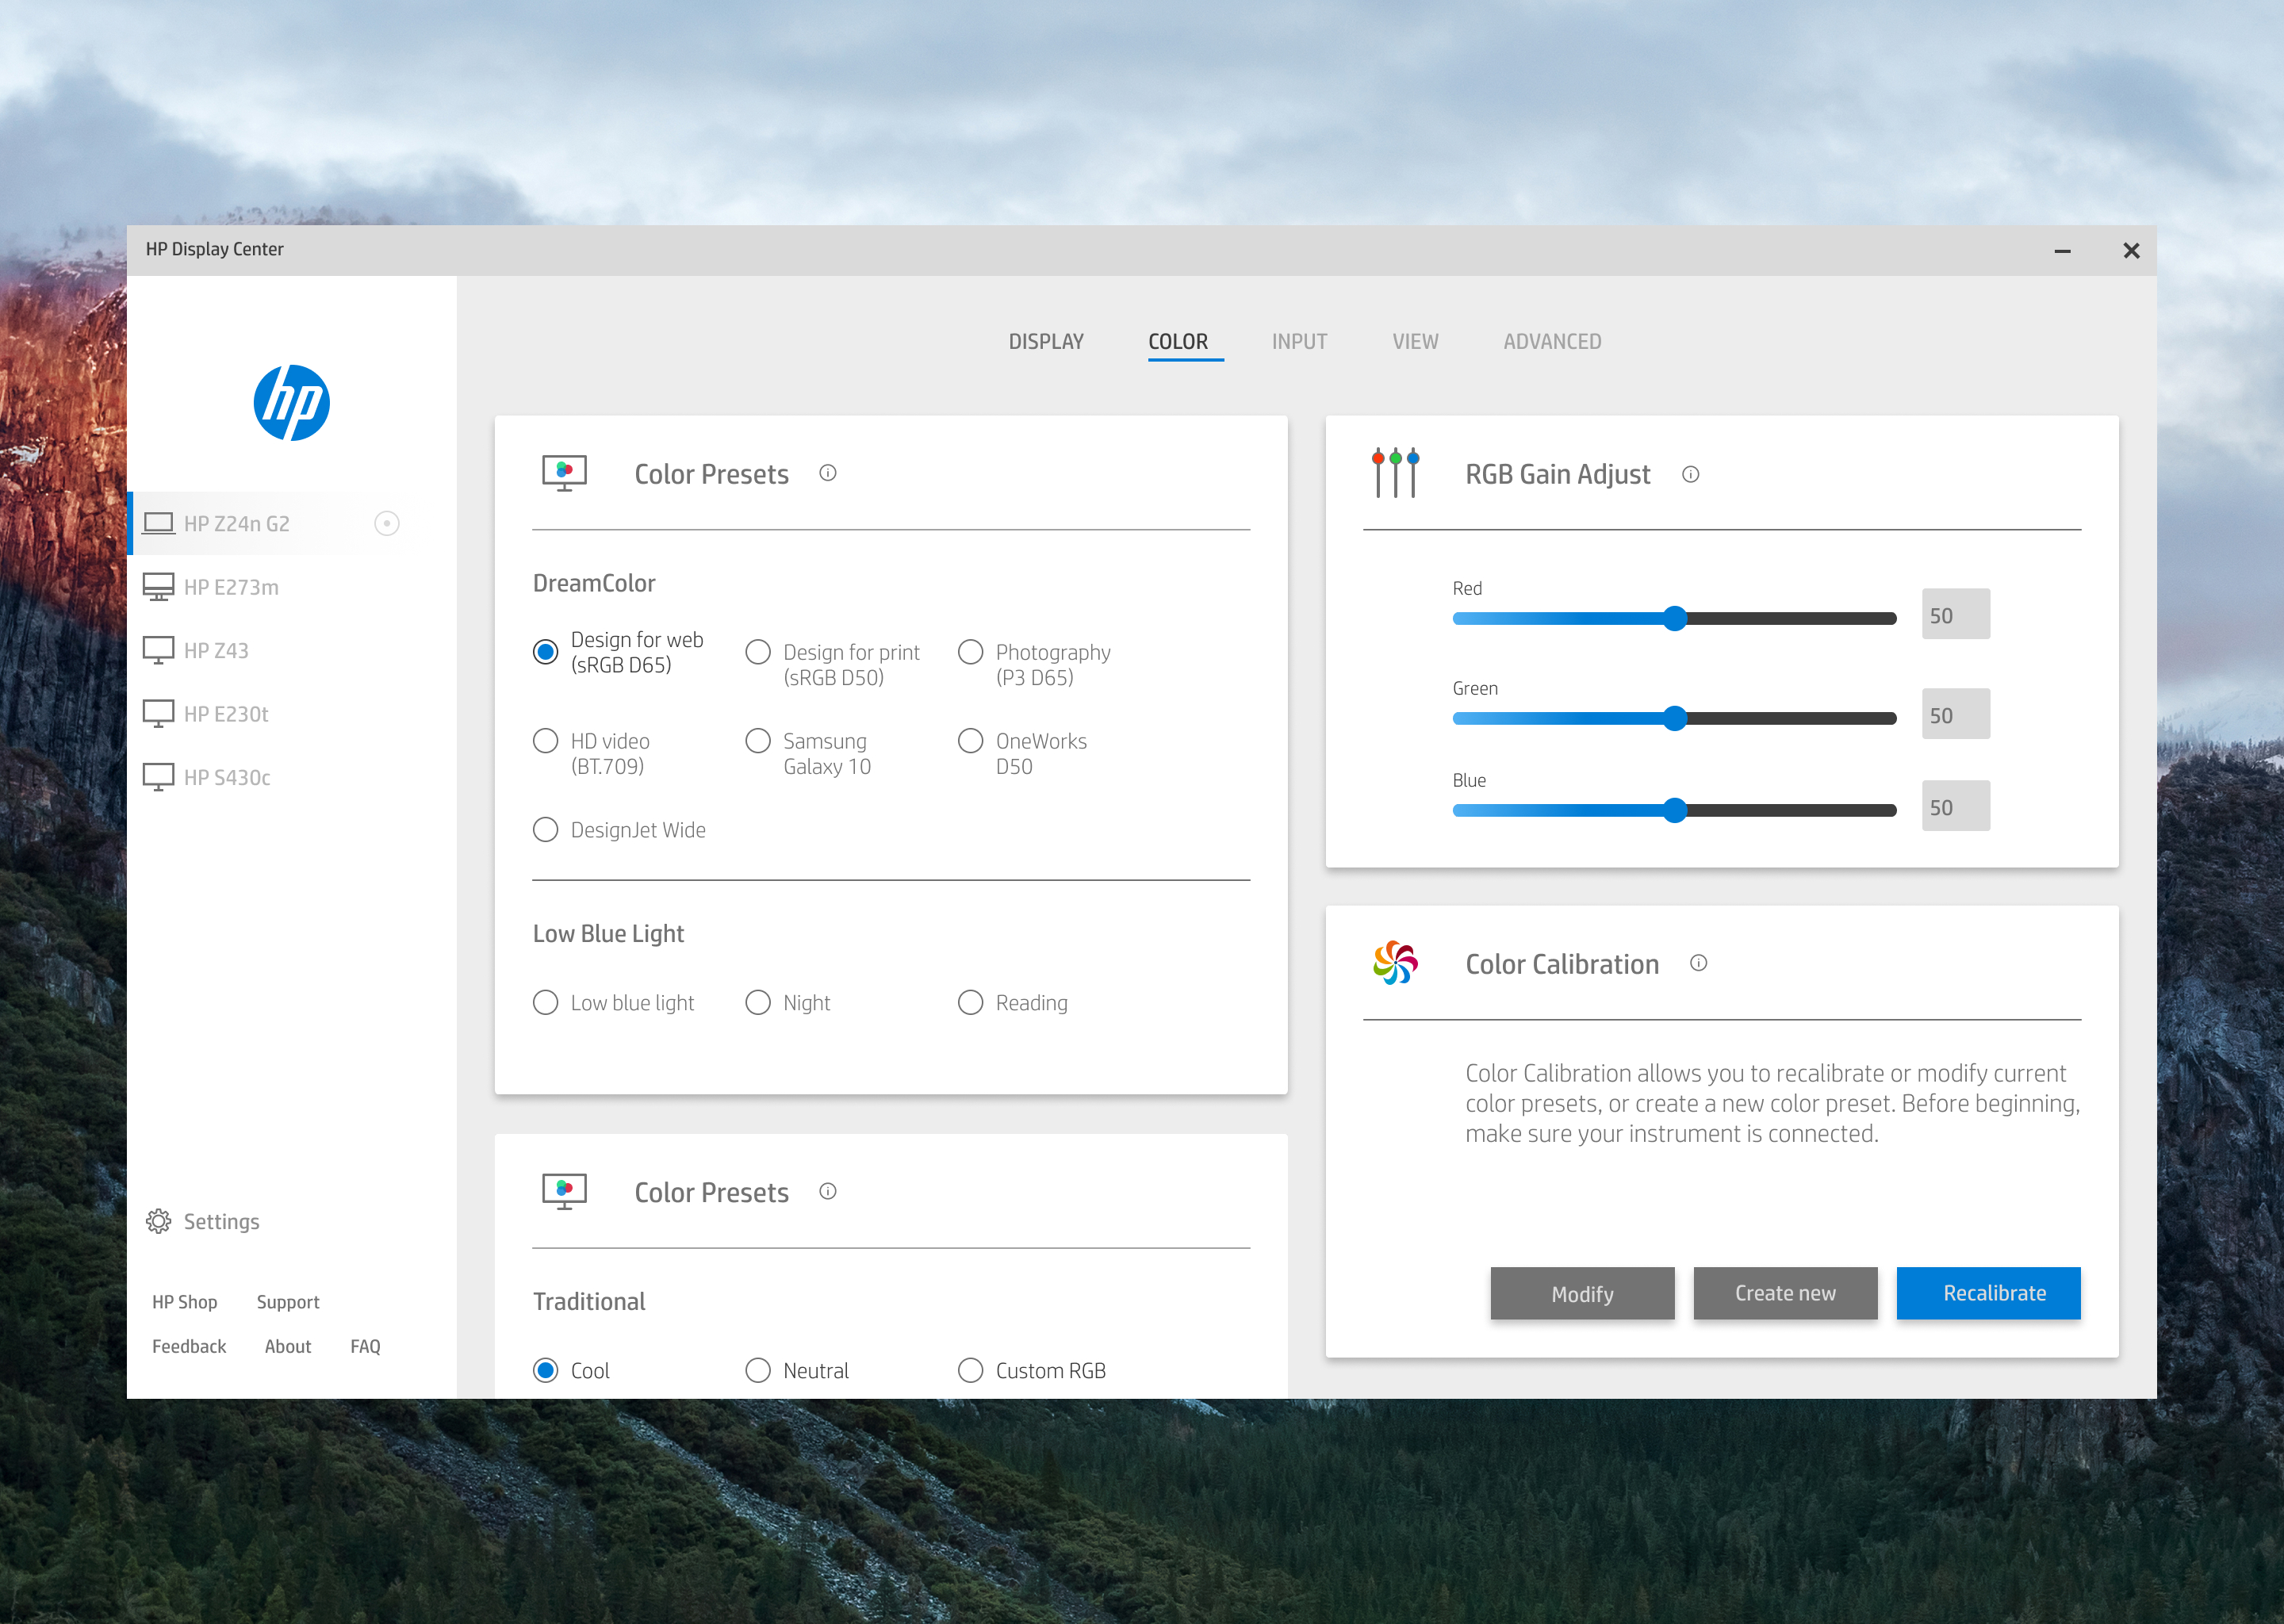 HP Display Center
hp
HP Z24n G2
HP E273m
HP Z43
HP E230t
HP S430c
Settings
HP Shop Support
Feedback About FAQ
DISPLAY COLOR INPUT VIEW ADVANCED
Color Presets
DreamColor
Design for web
(sRGB D65)
Design for print
(sRGB D50)
Photography
(P3 D65)
HD video
(BT.709)
Samsung
Galaxy 10
OneWorks
D50
DesignJet Wide
Low Blue Light
Low blue light
Night
Reading
Color Presets
Traditional
Cool
Neutral
Custom RGB
RGB Gain Adjust
Red
50
Green
50
Blue
50
Color Calibration
Color Calibration allows you to recalibrate or modify current
color presets, or create a new color preset. Before beginning,
make sure your instrument is connected.
Modify
Create new
Recalibrate